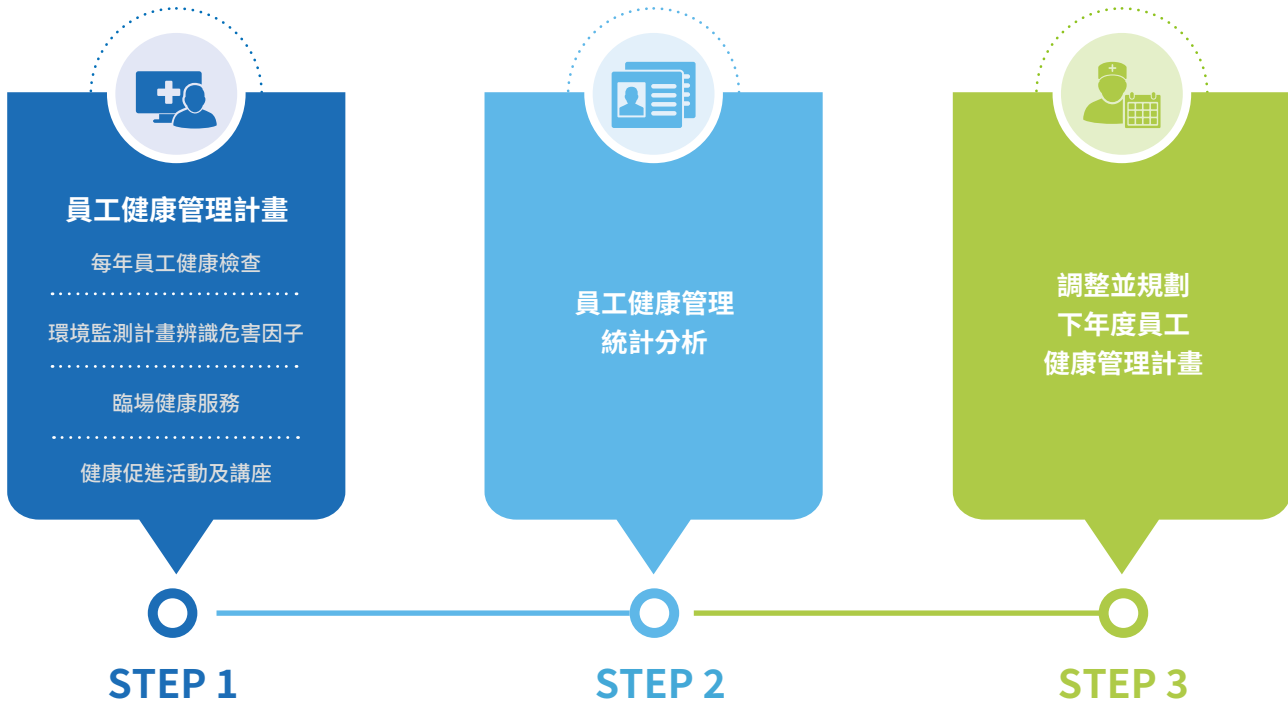 員工健康管理計畫
每年員工健康檢查
環境監測計畫辨識危害因子
臨場健康服務
健康促進活動及講座
STEP 1
員工健康管理
統計分析
STEP 2
調整並規劃
下年度員工
健康管理計畫
STEP 3